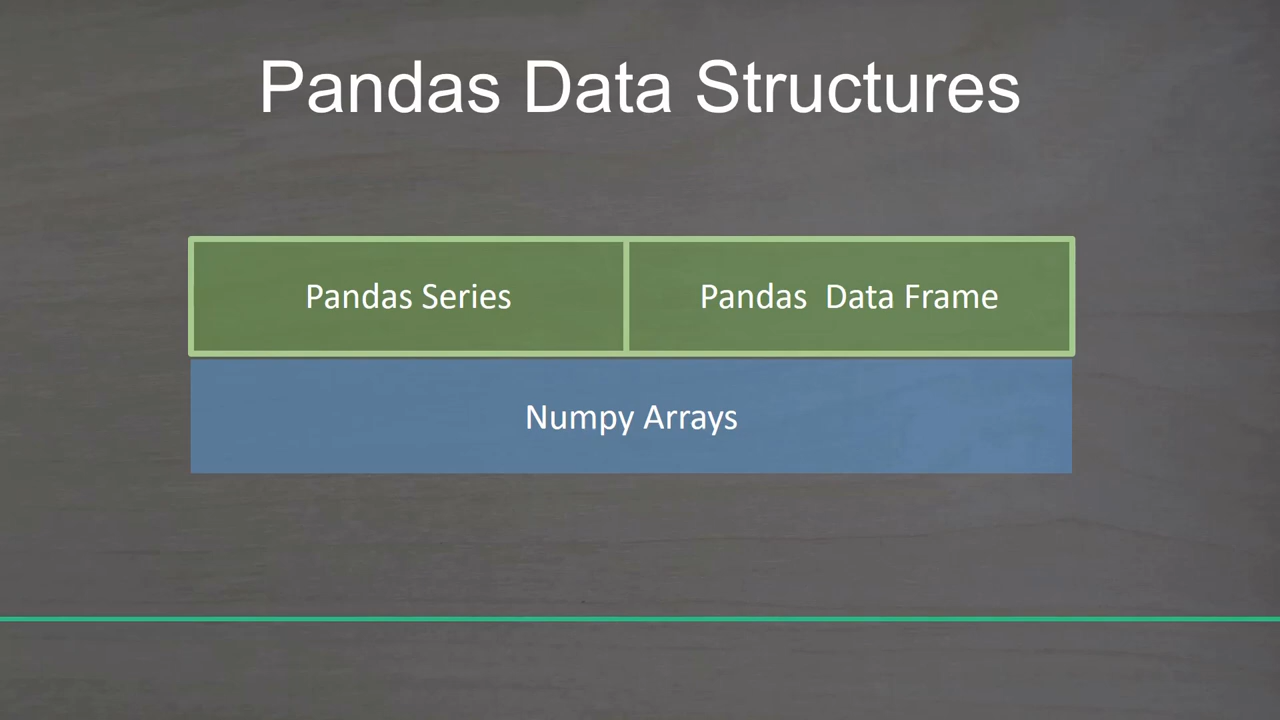 Pandas Data Structures
Pandas Series
Pandas  Data Frame
Numpy Arrays